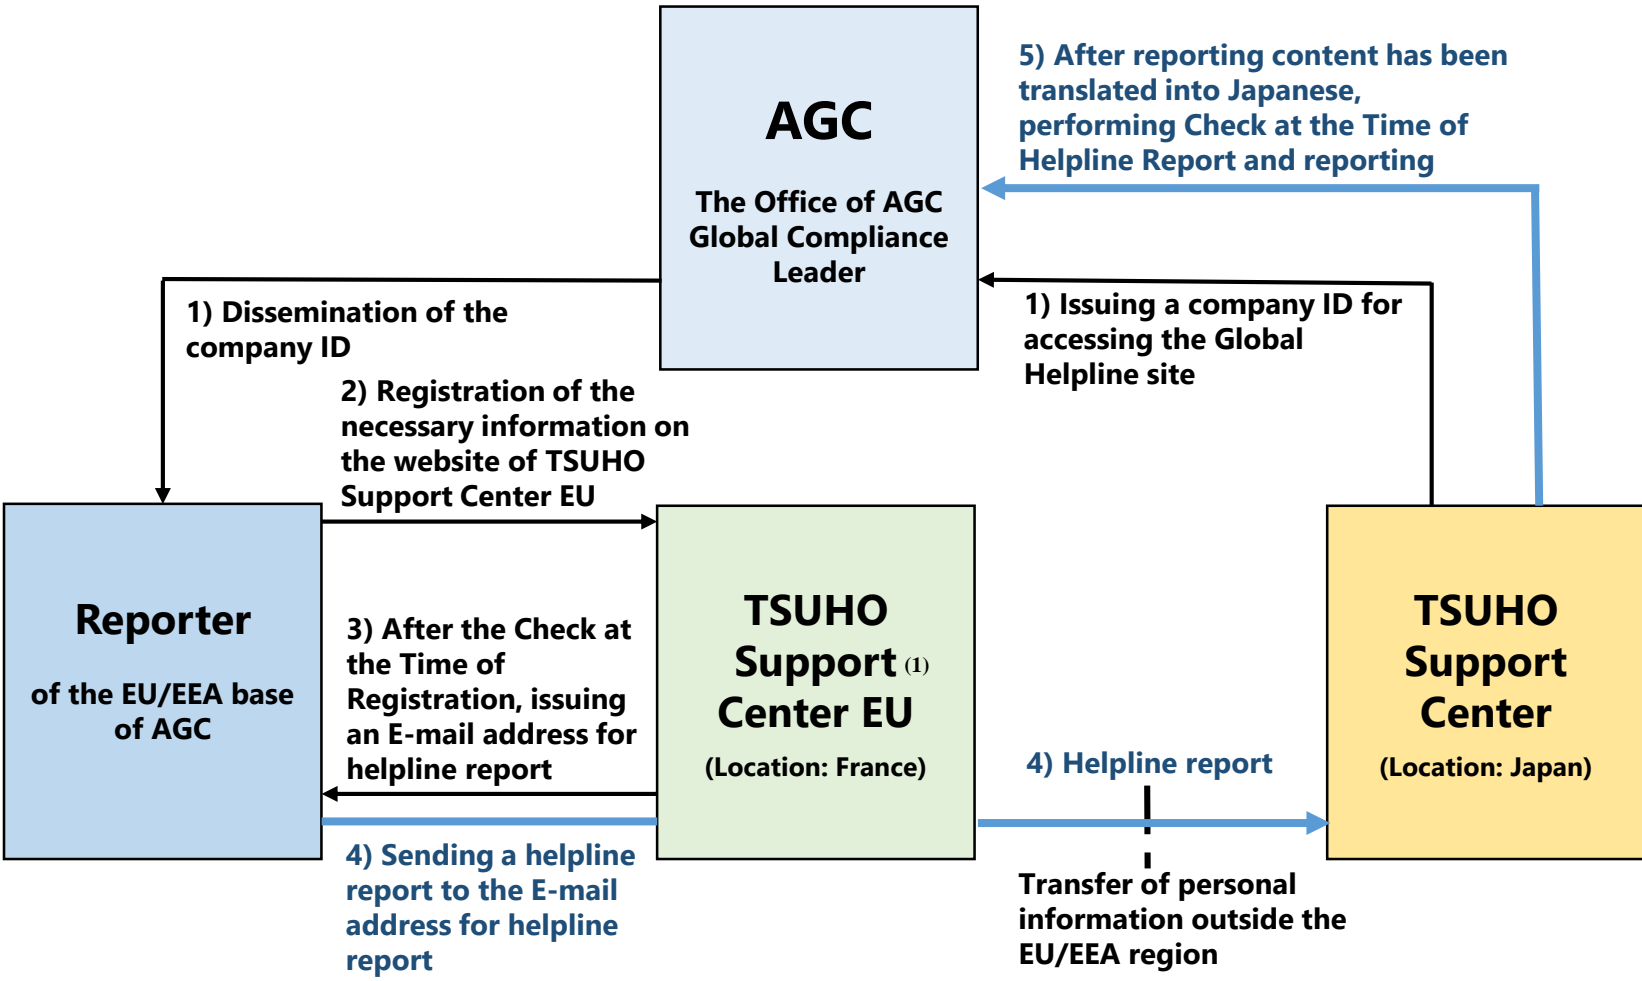 AGC
The Office of AGC
Global Compliance
Leader
5) After reporting content has been
translated into Japanese,
performing Check at the Time of
Helpline Report and reporting
1) Dissemination of the
company ID
1) Issuing a company ID for
accessing the Global
Helpline site
2) Registration of the
necessary information on
the website of TSUHO
Support Center EU
Reporter
of the EU/EEA base
of AGC
3) After the Check at
the Time of
Registration, issuing
an E-mail address for
helpline report
TSUHO
Support (1)
Center EU
(Location: France)
4) Helpline report
TSUHO
Support
Center
(Location: Japan)
4) Sending a helpline
report to the E-mail
address for helpline
report
Transfer of personal
information outside the
EU/EEA region